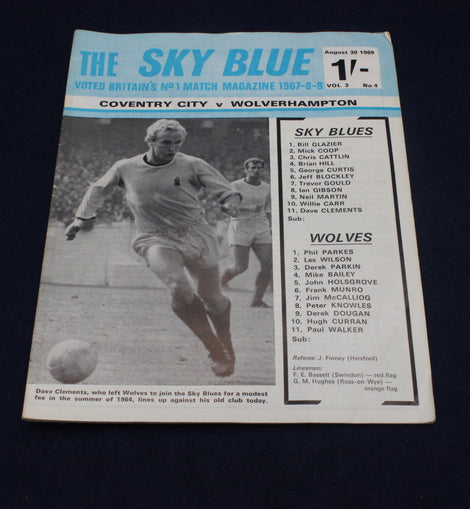 THE SKY BLUE
August 30 1969
1/-
VOL 3 No 4
VOTED BRITAIN'S No 1 MATCH MAGAZINE 1967-8-9
COVENTRY CITY v WOLVERHAMPTON
SKY BLUES
1. Bill GLAZIER
2. Mick COOP
3. Chris CATTLIN
4. Brian HILL
5. George CURTIS
6. Jeff BLOCKLEY
7. Trevor GOULD
8. Ian GIBSON
9. Neil MARTIN
10. Willie CARR
11. Dave CLEMENTS
Sub:
WOLVES
1. Phil PARKES
2. Les WILSON
3. Derek PARKIN
4. Mike BAILEY
5. John HOLSGROVE
6. Frank MUNRO
7. Jim McCALLIOG
8. Peter KNOWLES
9. Derek DOUGAN
10. Hugh CURRAN
11. Paul WALKER
Sub:
Referee: J. Finney (Hereford)
Linesmen:
F. E. Bassett (Swindon) — red flag
G. M. Hughes (Ross-on-Wye) —
orange flag
Dave Clements, who left Wolves to join the Sky Blues for a modest
fee in the summer of 1964, lines up against his old club today.